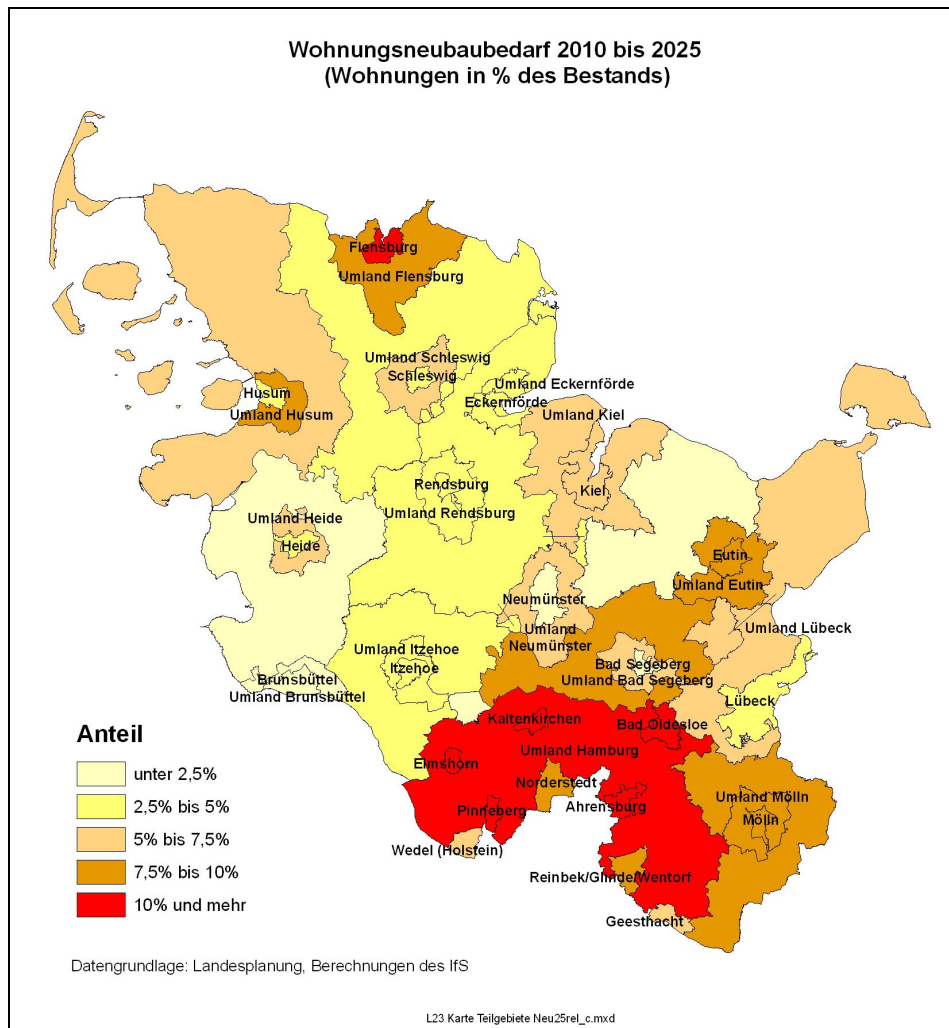 Wohnungsneubaubedarf 2010 bis 2025
(Wohnungen in % des Bestands)
Flensburg
Umland Flensburg
Umland Schleswig
Schleswig
Umland Eckernförde
Eckernförde
Husum
Umland Husum
Umland Kiel
Kiel
Rendsburg
Umland Rendsburg
Umland Heide
Heide
Eutin
Umland Eutin
Neumünster
Umland
Neumünster
Umland Lübeck
Umland Itzehoe
Itzehoe
Bad Segeberg
Umland Bad Segeberg
Brunsbüttel
Umland Brunsbüttel
Lübeck
Kaltenkirchen
Bad Oldesloe
Umland Hamburg
Elmshorn
Norderstedt
Ahrensburg
Pinneberg
Umland Mölln
Mölln
Wedel (Holstein)
Reinbek/Glinde/Wentorf
Geesthacht
Anteil
unter 2,5%
2,5% bis 5%
5% bis 7,5%
7,5% bis 10%
10% und mehr
Datengrundlage: Landesplanung, Berechnungen des IfS
L23 Karte Teilgebiete Neu25rel_c.mxd